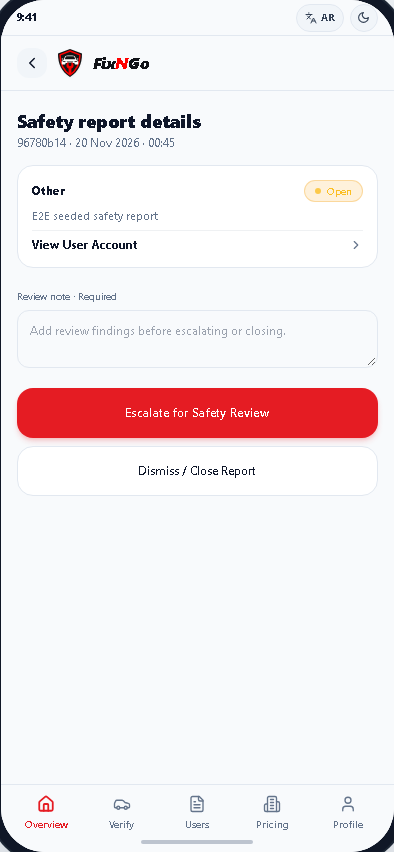 9:41
AR
FixNGo
Safety report details
96780b14 · 20 Nov 2026 · 00:45
Other
Open
E2E seeded safety report
View User Account
Review note · Required
Add review findings before escalating or closing.
Escalate for Safety Review
Dismiss / Close Report
Overview
Verify
Users
Pricing
Profile